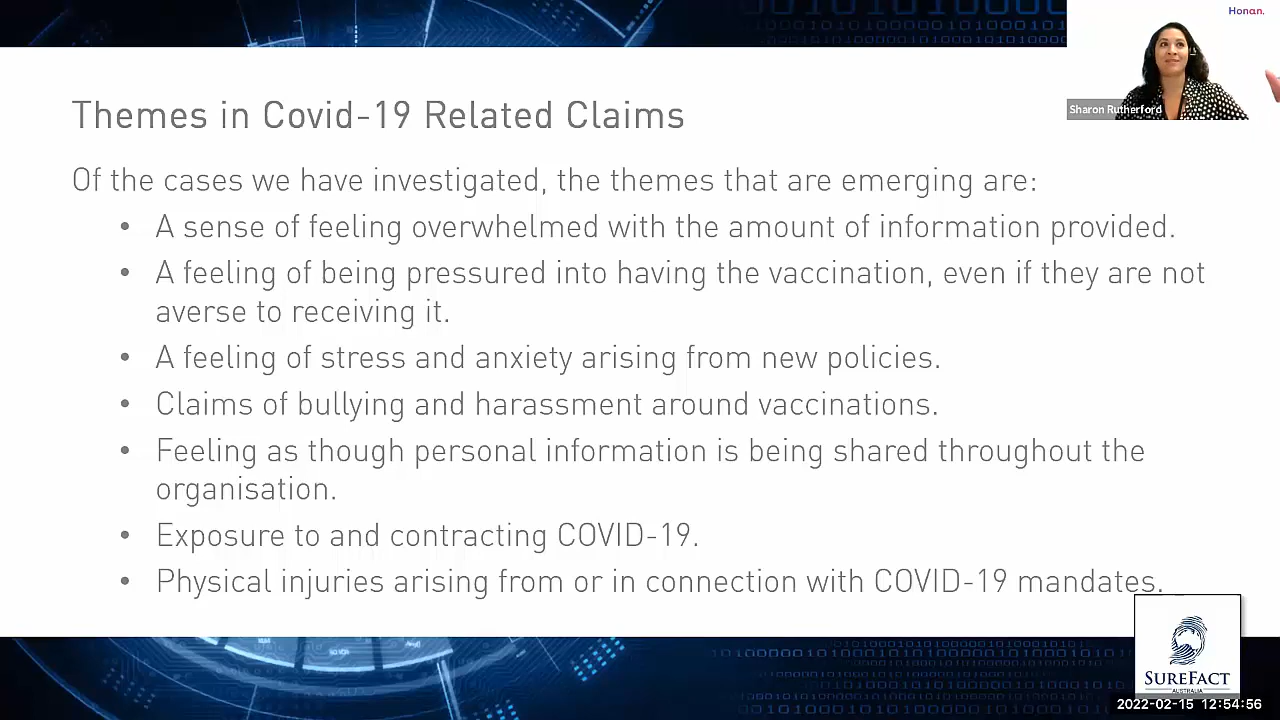 Honan.
Sharon Rutherford
Themes in Covid-19 Related Claims
Of the cases we have investigated, the themes that are emerging are:
• A sense of feeling overwhelmed with the amount of information provided.
• A feeling of being pressured into having the vaccination, even if they are not
averse to receiving it.
• A feeling of stress and anxiety arising from new policies.
• Claims of bullying and harassment around vaccinations.
• Feeling as though personal information is being shared throughout the
organisation.
• Exposure to and contracting COVID-19.
• Physical injuries arising from or in connection with COVID-19 mandates.
SUREFACT
AUSTRALIA
2022-02-15 12:54:56